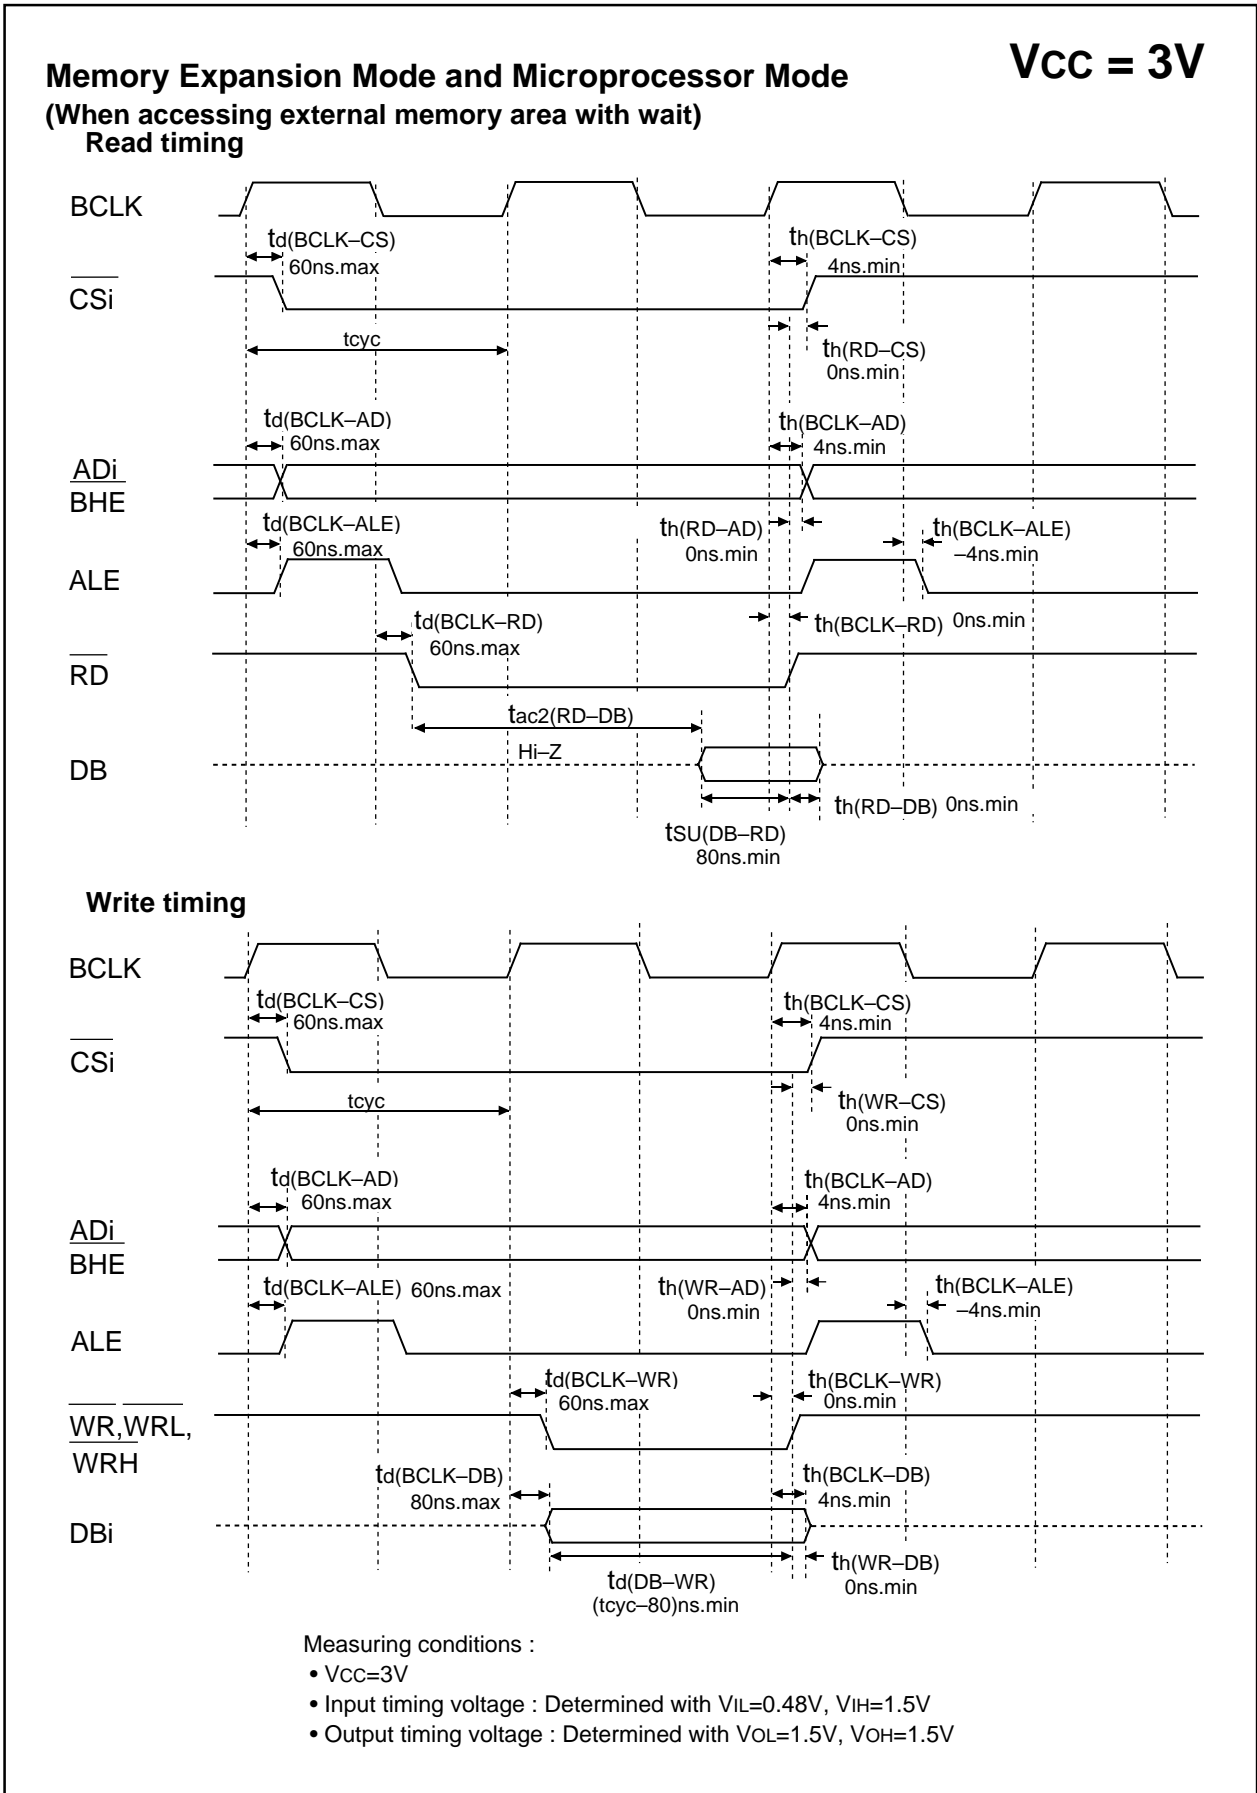 VCC = 3V
Memory Expansion Mode and Microprocessor Mode
(When accessing external memory area with wait)
Read timing
BCLK
td(BCLK–CS)
60ns.max
th(BCLK–CS)
4ns.min
CSi
tcyc
th(RD–CS)
0ns.min
td(BCLK–AD)
60ns.max
th(BCLK–AD)
4ns.min
ADi
BHE
td(BCLK–ALE)
60ns.max
th(RD–AD)
0ns.min
th(BCLK–ALE)
–4ns.min
ALE
td(BCLK–RD)
60ns.max
th(BCLK–RD) 0ns.min
RD
tac2(RD–DB)
Hi–Z
DB
th(RD–DB) 0ns.min
tSU(DB–RD)
80ns.min
Write timing
BCLK
td(BCLK–CS)
60ns.max
th(BCLK–CS)
4ns.min
CSi
tcyc
th(WR–CS)
0ns.min
td(BCLK–AD)
60ns.max
th(BCLK–AD)
4ns.min
ADi
BHE
td(BCLK–ALE) 60ns.max
th(WR–AD)
0ns.min
th(BCLK–ALE)
–4ns.min
ALE
td(BCLK–WR)
60ns.max
th(BCLK–WR)
0ns.min
WR,WRL,
WRH
td(BCLK–DB)
80ns.max
th(BCLK–DB)
4ns.min
DBi
td(DB–WR)
(tcyc–80)ns.min
th(WR–DB)
0ns.min
Measuring conditions :
• VCC=3V
• Input timing voltage : Determined with VIL=0.48V, VIH=1.5V
• Output timing voltage : Determined with VOL=1.5V, VOH=1.5V